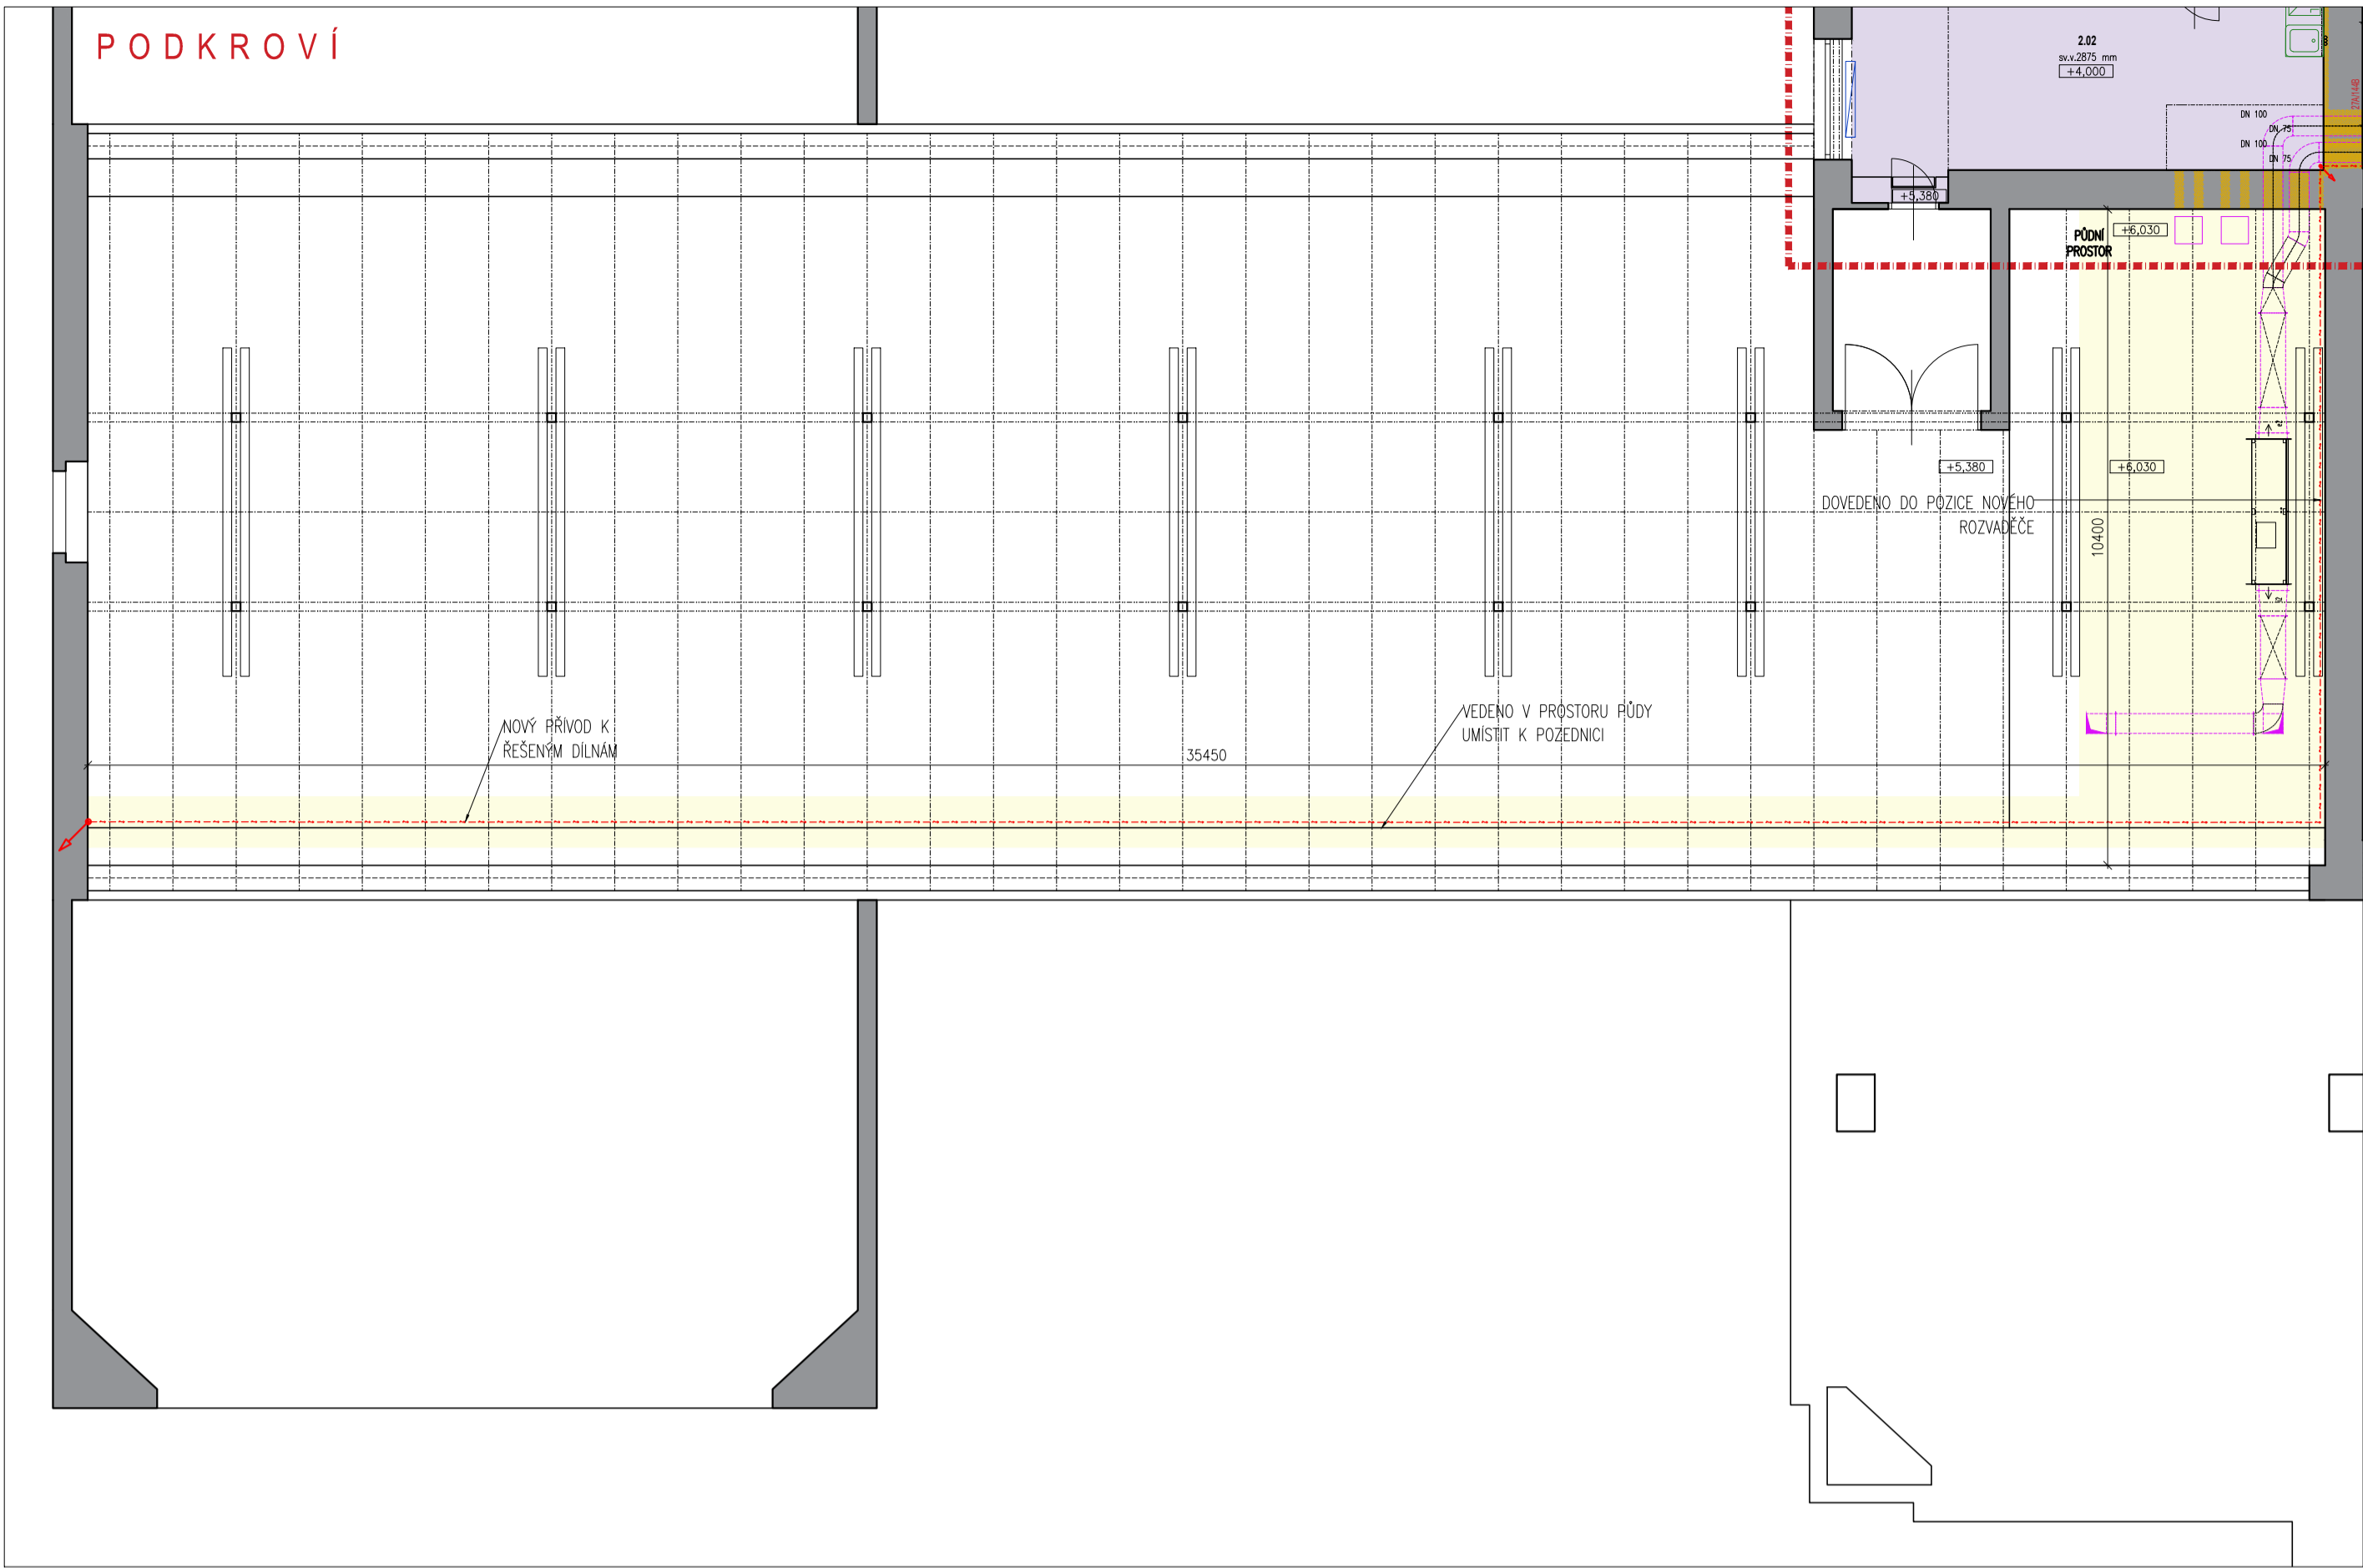 PODKROVÍ
2.02
sv.v.2875 mm
+4,000
27A/144B
DN 100
DN 75
DN 100
DN 75
+5,380
PŮDNÍ
PROSTOR
+6,030
+5,380
+6,030
DOVEDENO DO POZICE NOVÉHO
ROZVADĚČE
10400
NOVÝ PŘÍVOD K
ŘEŠENÝM DÍLNÁM
VEDENO V PROSTORU PŮDY
UMÍSTIT K POZEDNICI
35450